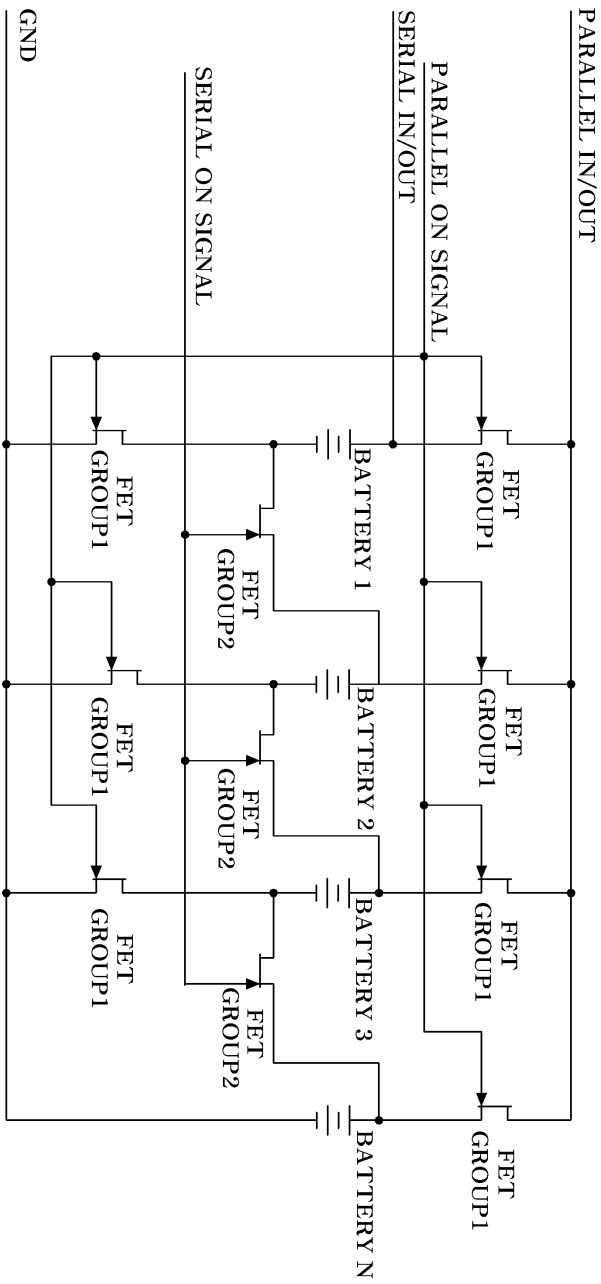 PARALLEL IN/OUT
FET
GROUP1
FET
GROUP1
FET
GROUP1
FET
GROUP1
PARALLEL ON SIGNAL
SERIAL IN/OUT
BATTERY 1
BATTERY 2
BATTERY 3
BATTERY N
FET
GROUP2
FET
GROUP2
FET
GROUP2
SERIAL ON SIGNAL
FET
GROUP1
FET
GROUP1
FET
GROUP1
GND